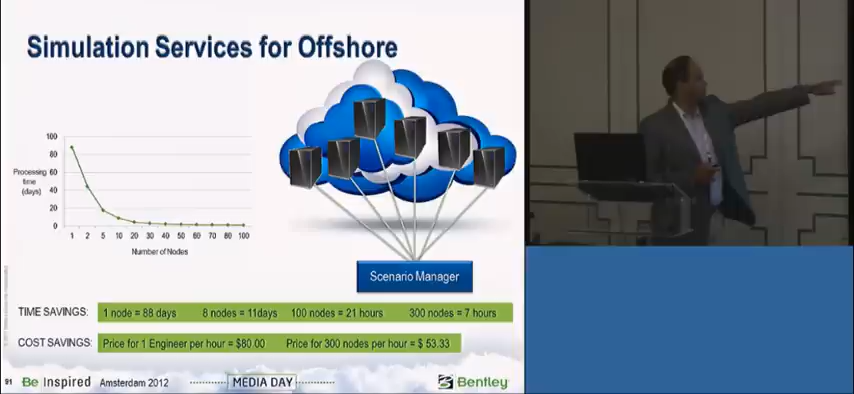 Simulation Services for Offshore
100
80
Processing 60
time
(days) 40
20
0
1 2 5 10 20 30 40 50 60 70 80 100
Number of Nodes
Scenario Manager
TIME SAVINGS: 1 node = 88 days 8 nodes = 11days 100 nodes = 21 hours 300 nodes = 7 hours
COST SAVINGS: Price for 1 Engineer per hour = $80.00 Price for 300 nodes per hour = $ 53.33
91 Be Inspired Amsterdam 2012 MEDIA DAY Bentley